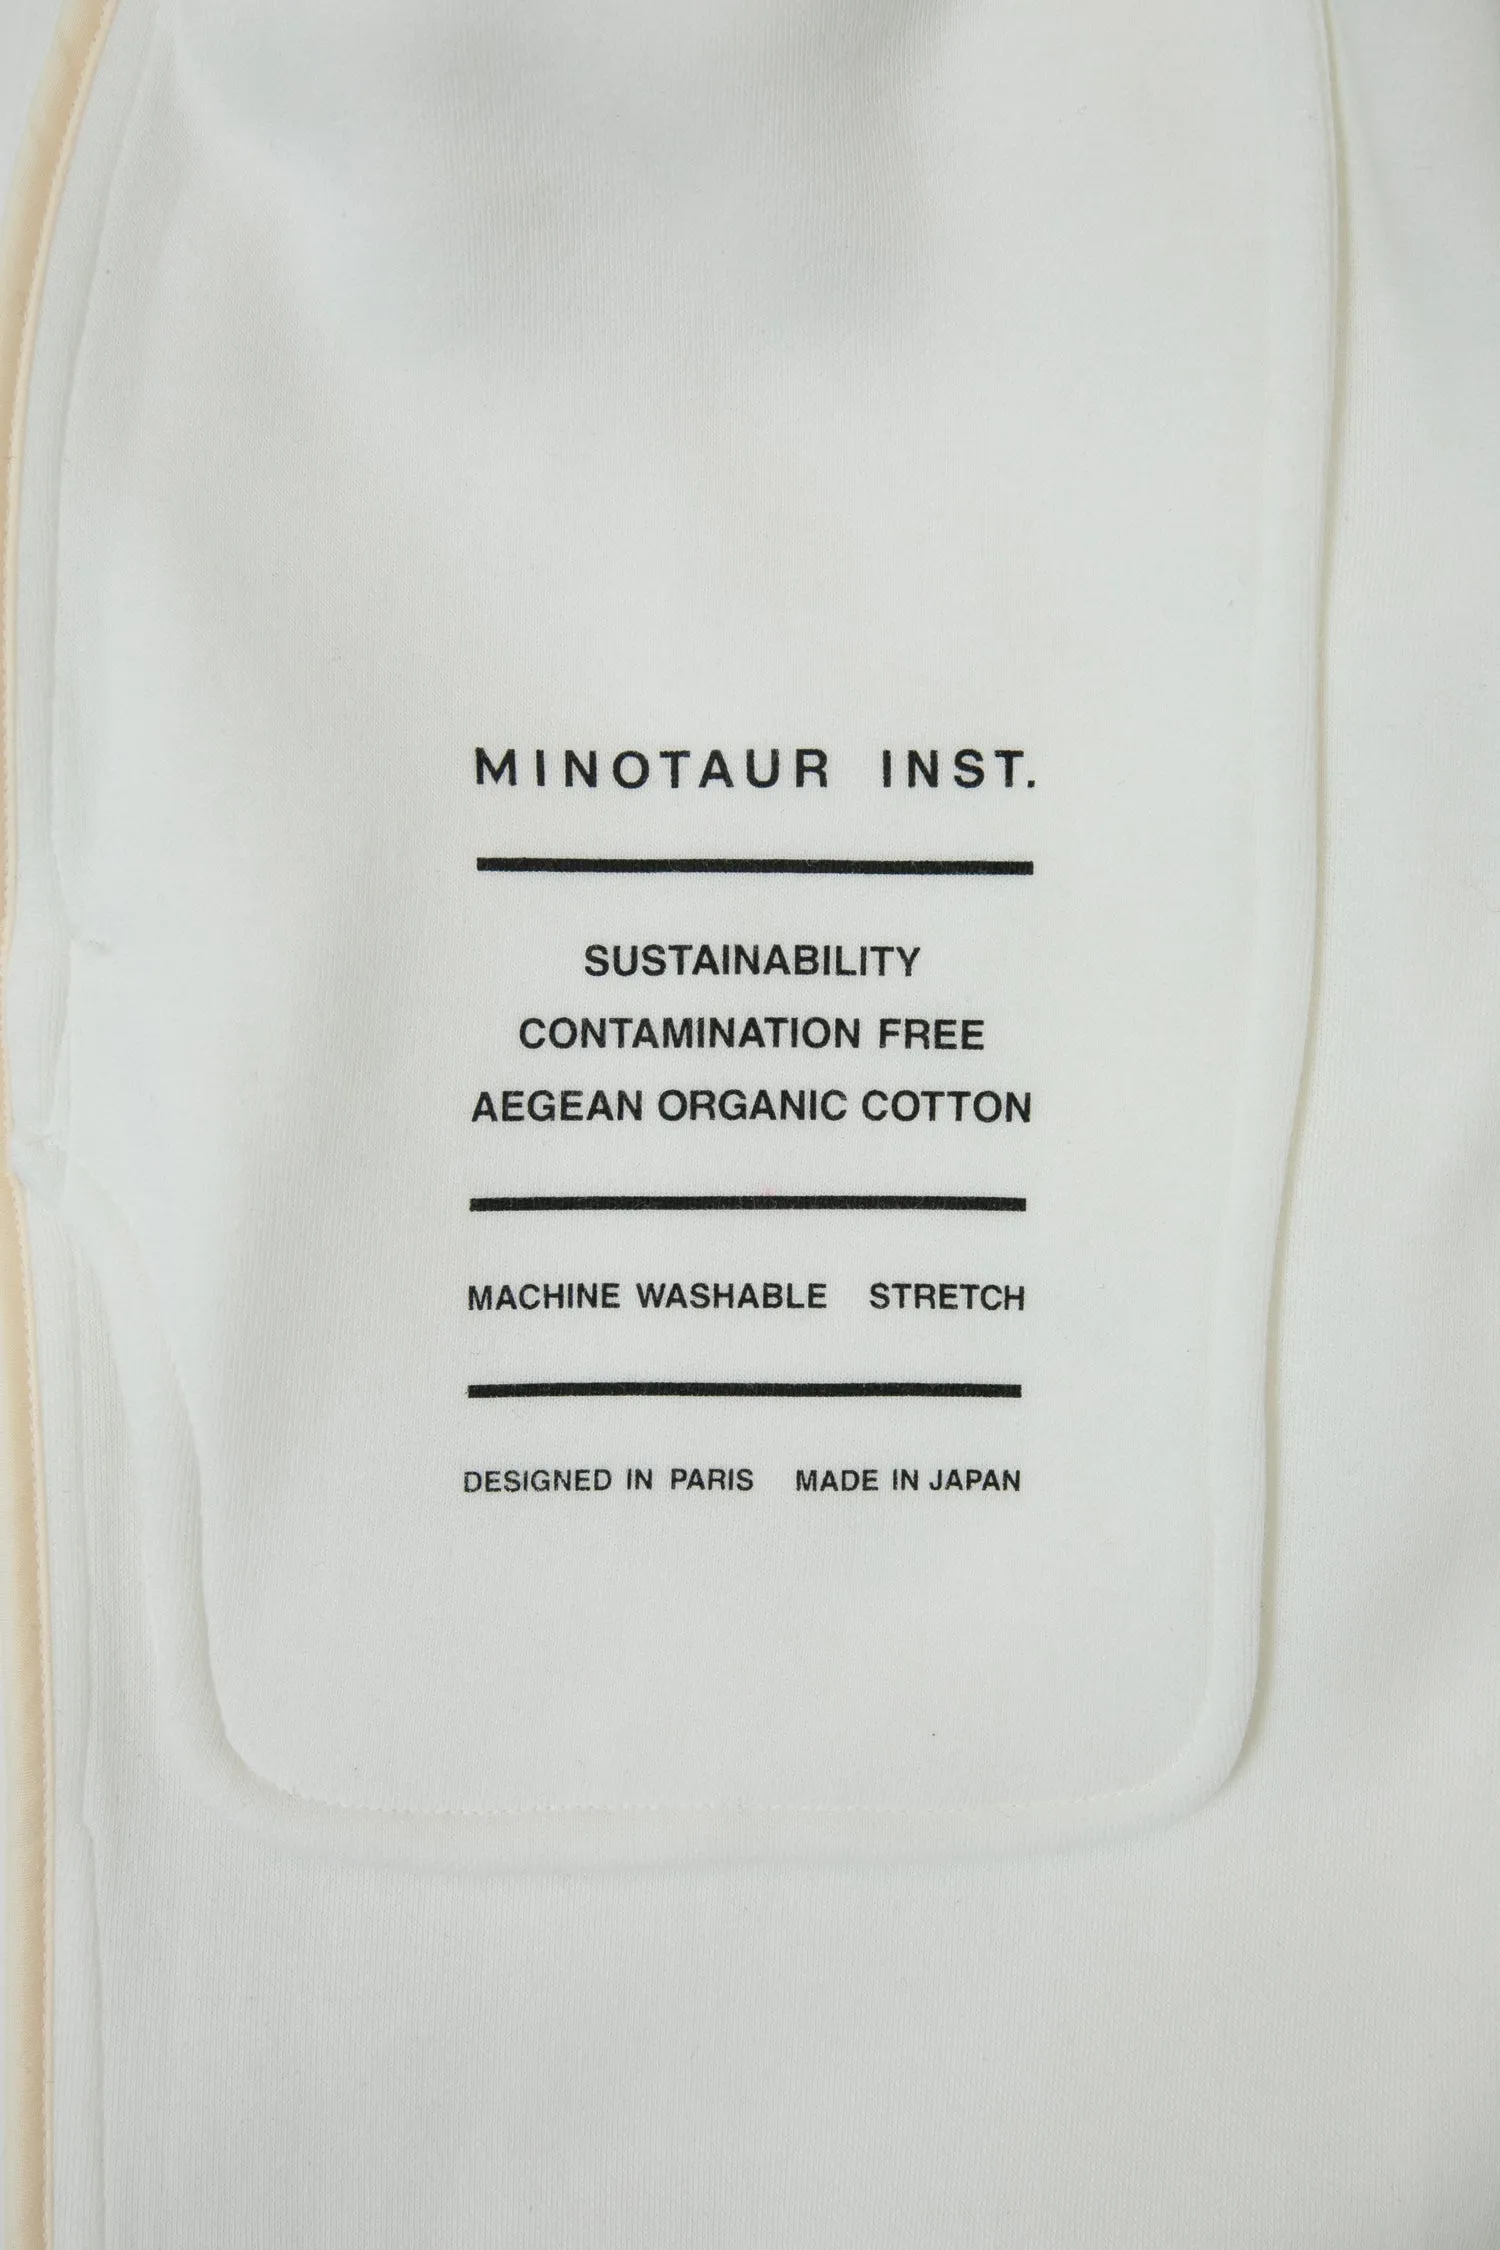 MINOTAUR INST.
SUSTAINABILITY
CONTAMINATION FREE
AEGEAN ORGANIC COTTON
MACHINE WASHABLE STRETCH
DESIGNED IN PARIS MADE IN JAPAN